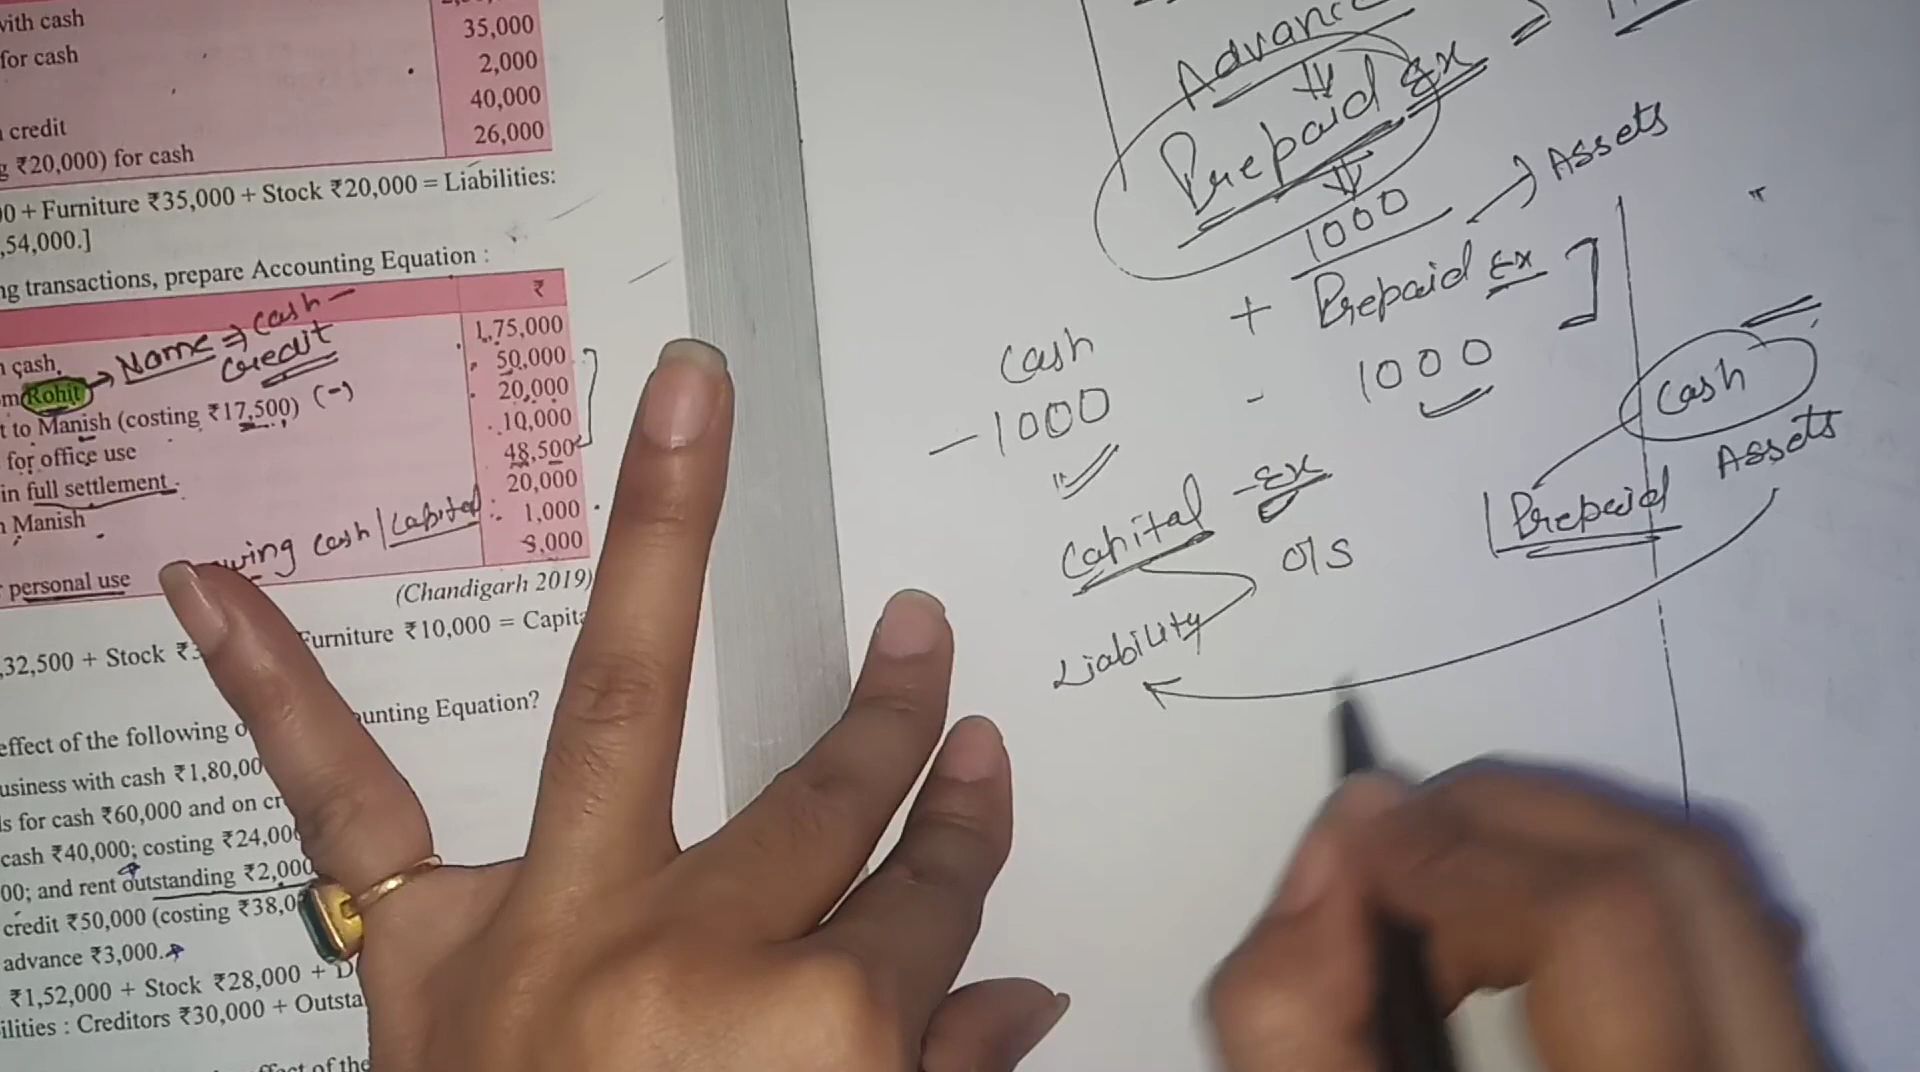 with cash
35,000
for cash
2,000
40,000
credit
26,000
₹20,000) for cash
0 + Furniture ₹35,000 + Stock ₹20,000 = Liabilities:
,54,000.]
ng transactions, prepare Accounting Equation :
₹
cash.
1,75,000
Name ⇒ cash -
credit
50,000
Rohit
20,000
t to Manish (costing ₹17,500) (-)
10,000
for office use
48,500
in full settlement.
20,000
Manish
1,000
cash | Capital
3,000
personal use
(Chandigarh 2019)
,32,500 + Stock
Furniture ₹10,000 = Capita
effect of the following
unting Equation?
usiness with cash ₹1,80,00
ls for cash ₹60,000 and on cr
cash ₹40,000; costing ₹24,00
00; and rent outstanding ₹2,000
credit ₹50,000 (costing ₹38,0
advance ₹3,000.
₹1,52,000 + Stock ₹28,000 + D
ilities : Creditors ₹30,000 + Outsta
ffect of the
Advance
Prepaid Ex
1000
Assets
Cash + Prepaid Ex
-1000 - 1000
Capital - Ex
O/S
Liability
Cash
Prepaid
Assets